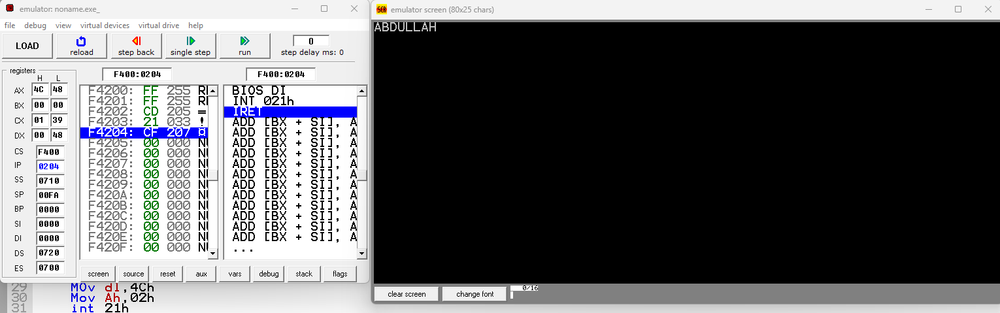 emulator: noname.exe_
file debug view virtual devices virtual drive help
LOAD
reload
step back
single step
run
0
step delay ms: 0
registers
H L
AX 4C 48
BX 00 00
CX 01 39
DX 00 48
CS F400
IP 0204
SS 0710
SP 00FA
BP 0000
SI 0000
DI 0000
DS 0720
ES 0700
F400:0204
F4200: FF 255 RE
F4201: FF 255 RE
F4202: CD 205 =
F4203: 21 033 !
F4204: CF 207 ¤
F4205: 00 000 NU
F4206: 00 000 NU
F4207: 00 000 NU
F4208: 00 000 NU
F4209: 00 000 NU
F420A: 00 000 NU
F420B: 00 000 NU
F420C: 00 000 NU
F420D: 00 000 NU
F420E: 00 000 NU
F420F: 00 000 NU
F400:0204
BIOS DI
INT 021h
IRET
ADD [BX + SI], A
ADD [BX + SI], A
ADD [BX + SI], A
ADD [BX + SI], A
ADD [BX + SI], A
ADD [BX + SI], A
ADD [BX + SI], A
ADD [BX + SI], A
ADD [BX + SI], A
ADD [BX + SI], A
ADD [BX + SI], A
ADD [BX + SI], A
...
screen source reset aux vars debug stack flags
29 MOv dl,4Ch
30 Mov Ah,02h
31 int 21h
SCR emulator screen (80x25 chars)
ABDULLAH
clear screen
change font
0/16